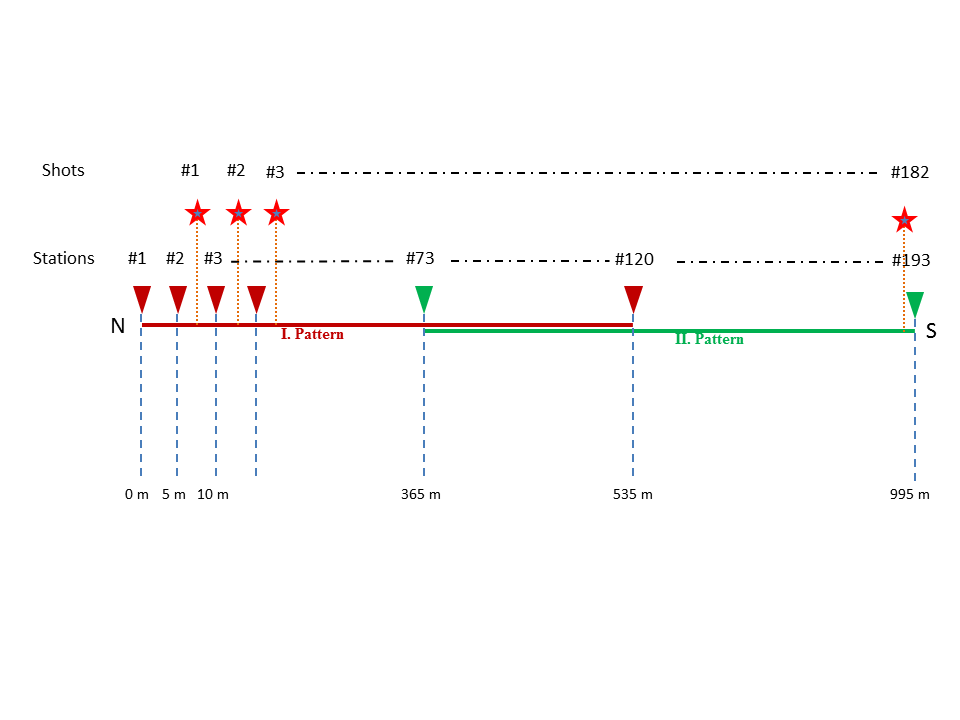 Shots #1 #2 #3 #182
Stations #1 #2 #3 #73 #120 #193
N S
I. Pattern II. Pattern
0 m 5 m 10 m 365 m 535 m 995 m